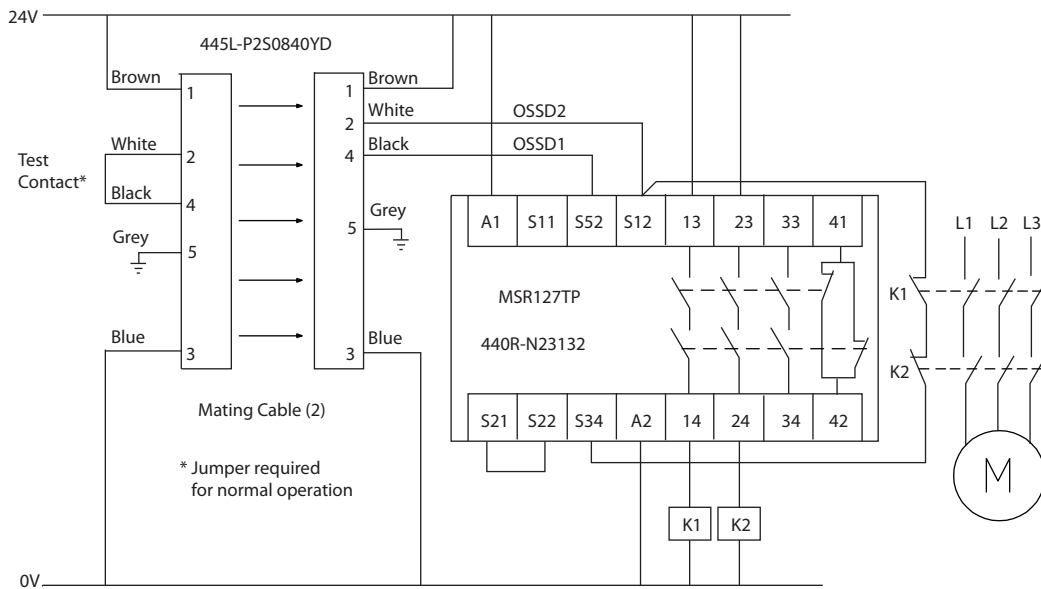 24V
445L-P2S0840YD
Brown
1
Brown
1
White
2
OSSD2
White
2
Test
Contact*
Black
4
OSSD1
Black
4
Grey
5
Grey
5
A1 S11 S52 S12 13 23 33 41
L1 L2 L3
MSR127TP
K1
440R-N23132
K2
Blue
3
Blue
3
Mating Cable (2)
S21 S22 S34 A2 14 24 34 42
* Jumper required
for normal operation
M
K1 K2
0V